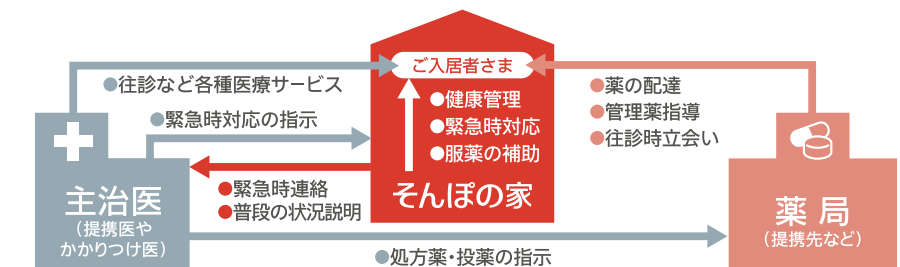 ご入居者さま
●健康管理
●緊急時対応
●服薬の補助
そんぽの家
●往診など各種医療サービス
●緊急時対応の指示
●緊急時連絡
●普段の状況説明
主治医
(提携医や
かかりつけ医)
●薬の配達
●管理薬指導
●往診時立会い
薬局
(提携先など)
●処方薬・投薬の指示